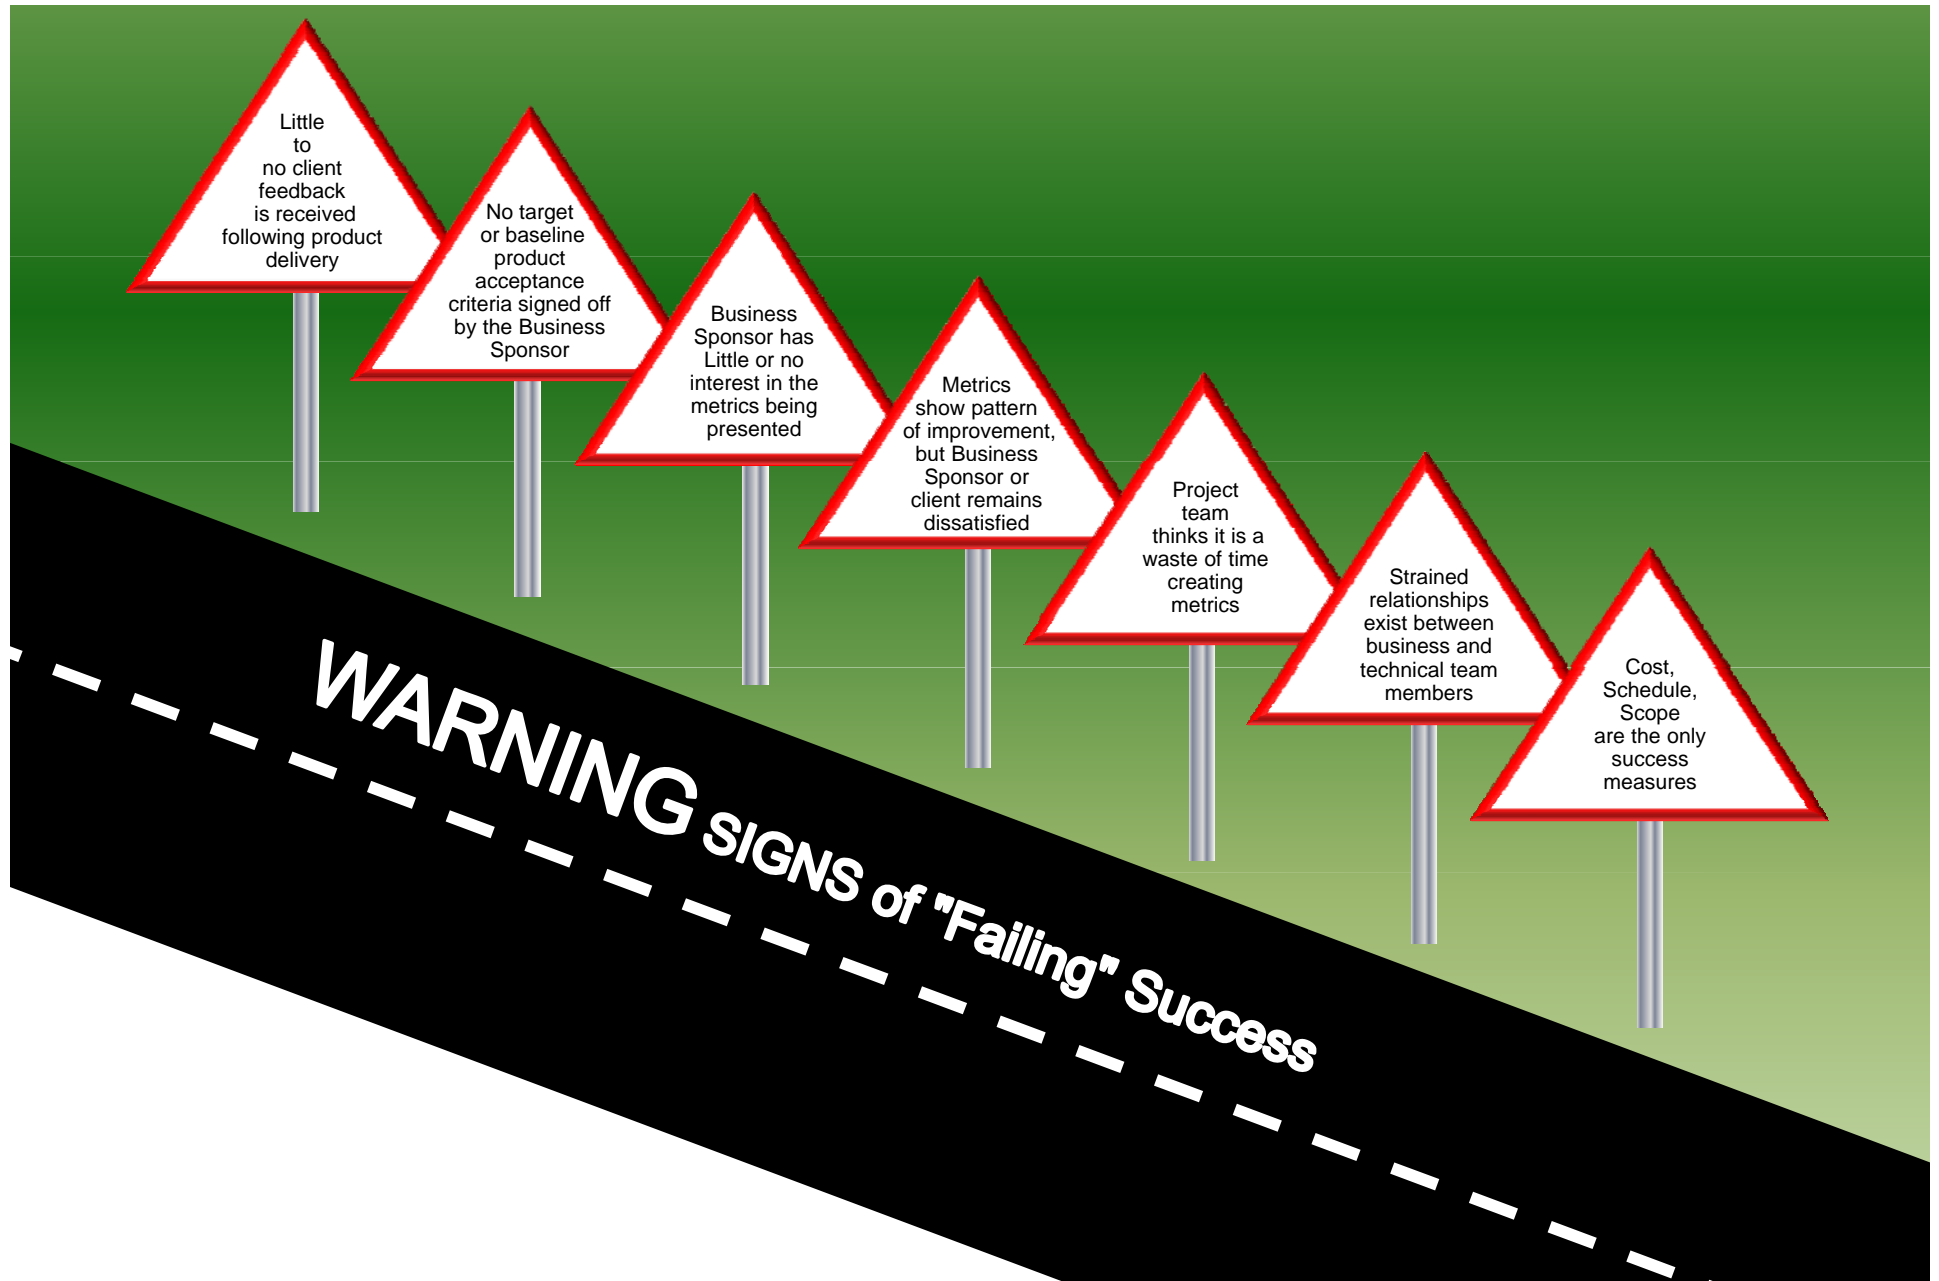 Little
to
no client
feedback
is received
following product
delivery
No target
or baseline
product
acceptance
criteria signed off
by the Business
Sponsor
Business
Sponsor has
Little or no
interest in the
metrics being
presented
Metrics
show pattern
of improvement,
but Business
Sponsor or
client remains
dissatisfied
Project
team
thinks it is a
waste of time
creating
metrics
Strained
relationships
exist between
business and
technical team
members
Cost,
Schedule,
Scope
are the only
success
measures
WARNING SIGNS of "Failing" Success